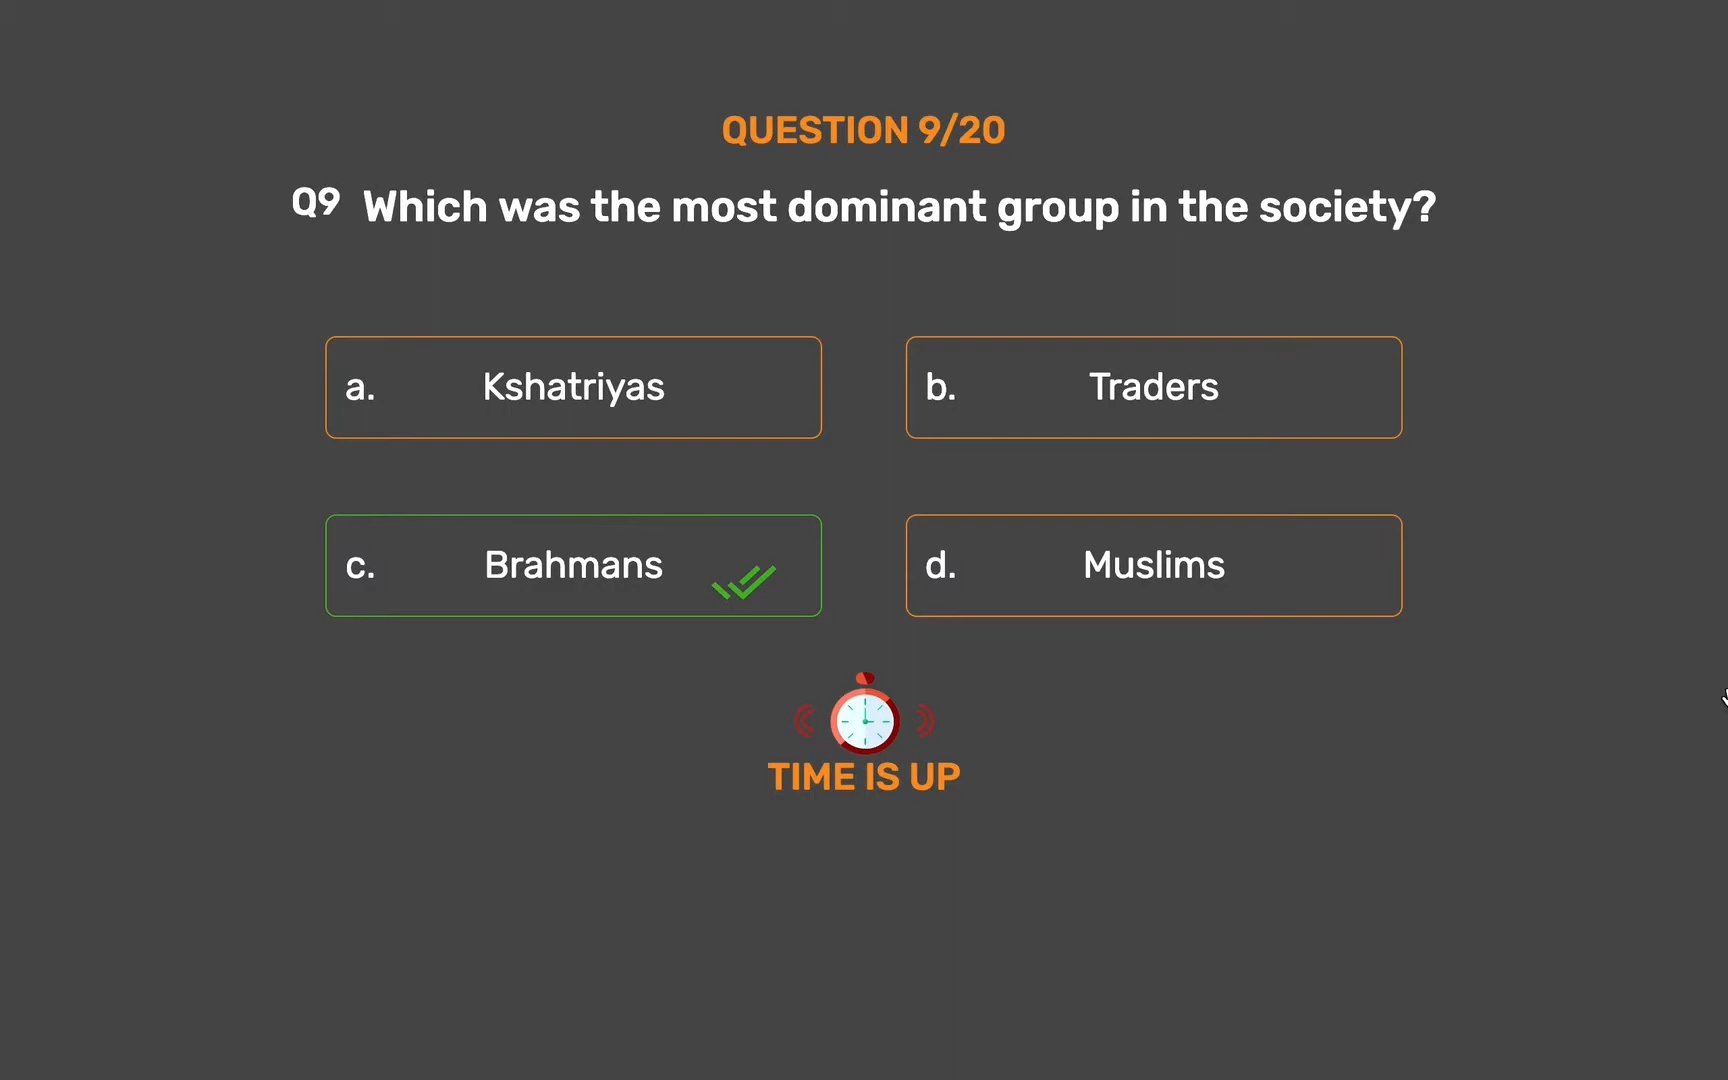 QUESTION 9/20
Q9 Which was the most dominant group in the society?
a. Kshatriyas
b. Traders
c. Brahmans
d. Muslims
TIME IS UP